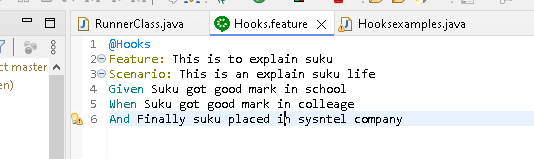 RunnerClass.java Hooks.feature Hooksexamples.java
ct master
en)
1 @Hooks
2 Feature: This is to explain suku
3 Scenario: This is an explain suku life
4 Given Suku got good mark in school
5 When Suku got good mark in colleage
6 And Finally suku placed in sysntel company